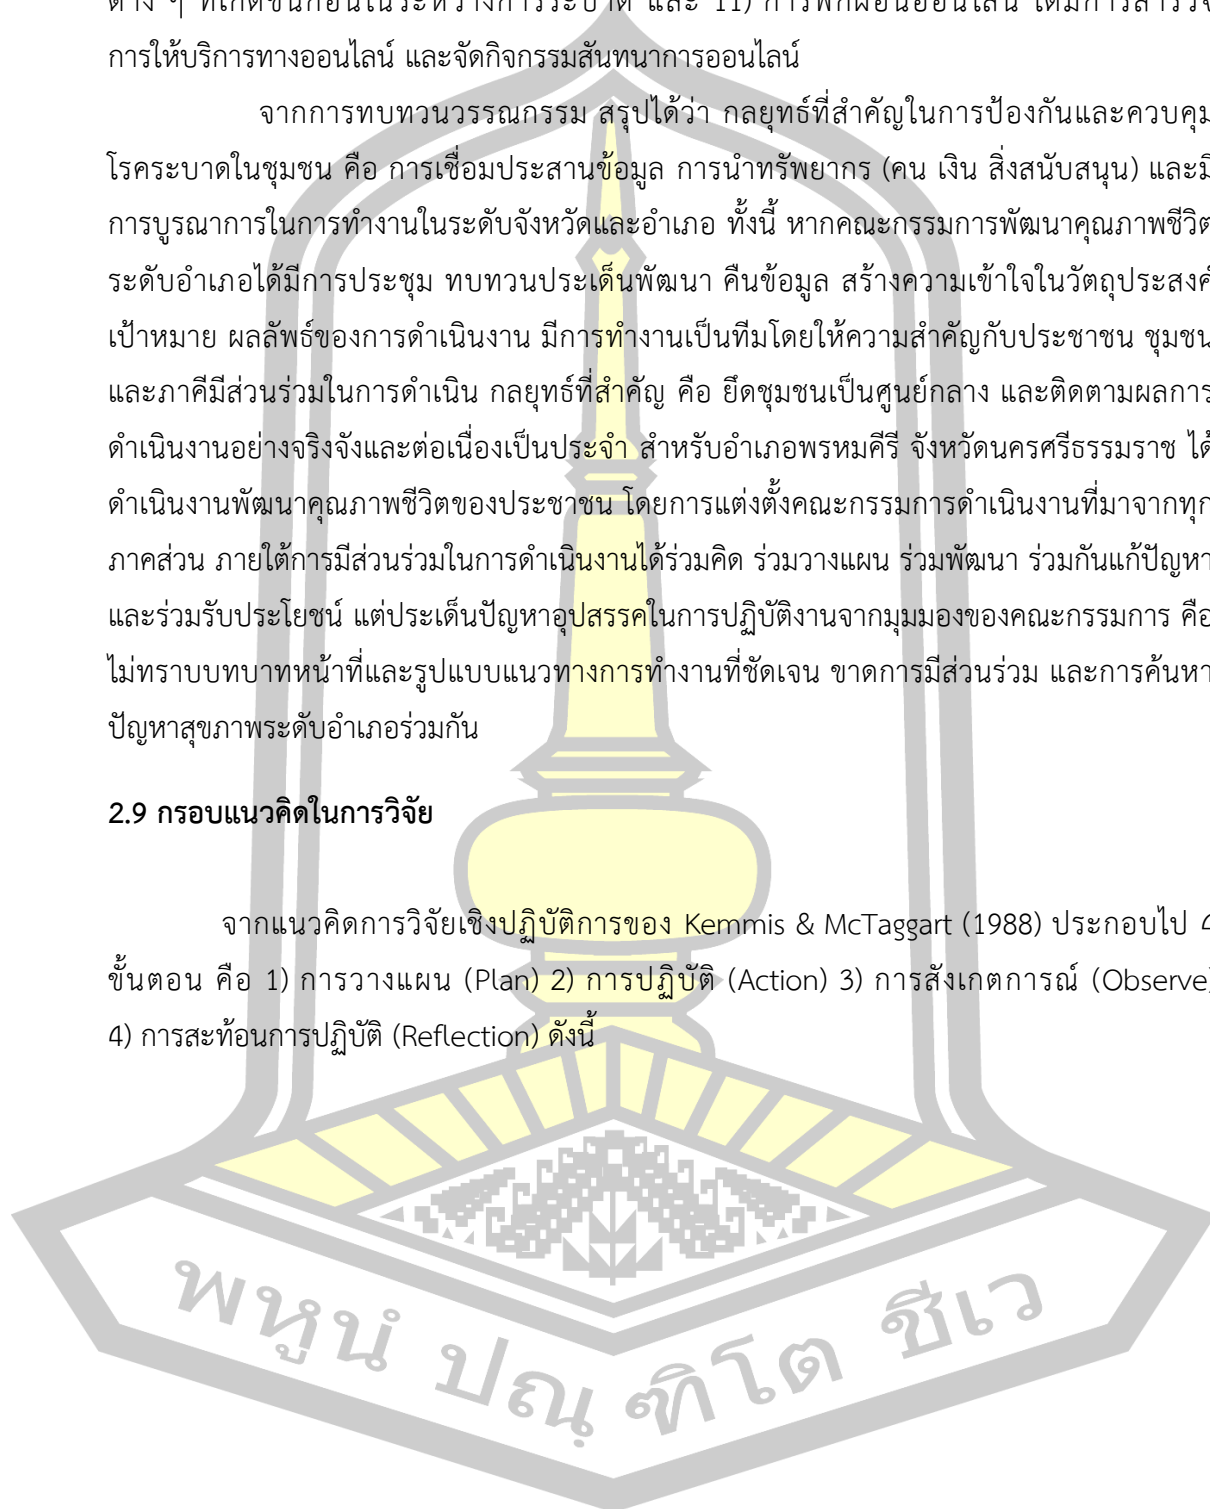 ต่าง ๆ ที่เกิดขึ้นก่อนในระหว่างการระบาด และ 11) การพักผ่อนออนไลน์ ได้มีการสำรวจ
การให้บริการทางออนไลน์ และจัดกิจกรรมสันทนาการออนไลน์
จากการทบทวนวรรณกรรม สรุปได้ว่า กลยุทธ์ที่สำคัญในการป้องกันและควบคุม
โรคระบาดในชุมชน คือ การเชื่อมประสานข้อมูล การนำทรัพยากร (คน เงิน สิ่งสนับสนุน) และมี
การบูรณาการในการทำงานในระดับจังหวัดและอำเภอ ทั้งนี้ หากคณะกรรมการพัฒนาคุณภาพชีวิต
ระดับอำเภอได้มีการประชุม ทบทวนประเด็นพัฒนา คืนข้อมูล สร้างความเข้าใจในวัตถุประสงค์
เป้าหมาย ผลลัพธ์ของการดำเนินงาน มีการทำงานเป็นทีมโดยให้ความสำคัญกับประชาชน ชุมชน
และภาคีมีส่วนร่วมในการดำเนิน กลยุทธ์ที่สำคัญ คือ ยึดชุมชนเป็นศูนย์กลาง และติดตามผลการ
ดำเนินงานอย่างจริงจังและต่อเนื่องเป็นประจำ สำหรับอำเภอพรหมคีรี จังหวัดนครศรีธรรมราช ได้
ดำเนินงานพัฒนาคุณภาพชีวิตของประชาชน โดยการแต่งตั้งคณะกรรมการดำเนินงานที่มาจากทุก
ภาคส่วน ภายใต้การมีส่วนร่วมในการดำเนินงานได้ร่วมคิด ร่วมวางแผน ร่วมพัฒนา ร่วมกันแก้ปัญหา
และร่วมรับประโยชน์ แต่ประเด็นปัญหาอุปสรรคในการปฏิบัติงานจากมุมมองของคณะกรรมการ คือ
ไม่ทราบบทบาทหน้าที่และรูปแบบแนวทางการทำงานที่ชัดเจน ขาดการมีส่วนร่วม และการค้นหา
ปัญหาสุขภาพระดับอำเภอร่วมกัน
2.9 กรอบแนวคิดในการวิจัย
จากแนวคิดการวิจัยเชิงปฏิบัติการของ Kemmis & McTaggart (1988) ประกอบไป 4
ขั้นตอน คือ 1) การวางแผน (Plan) 2) การปฏิบัติ (Action) 3) การสังเกตการณ์ (Observe)
4) การสะท้อนการปฏิบัติ (Reflection) ดังนี้
พหูนํ ปณฺฑิโต ชีเว